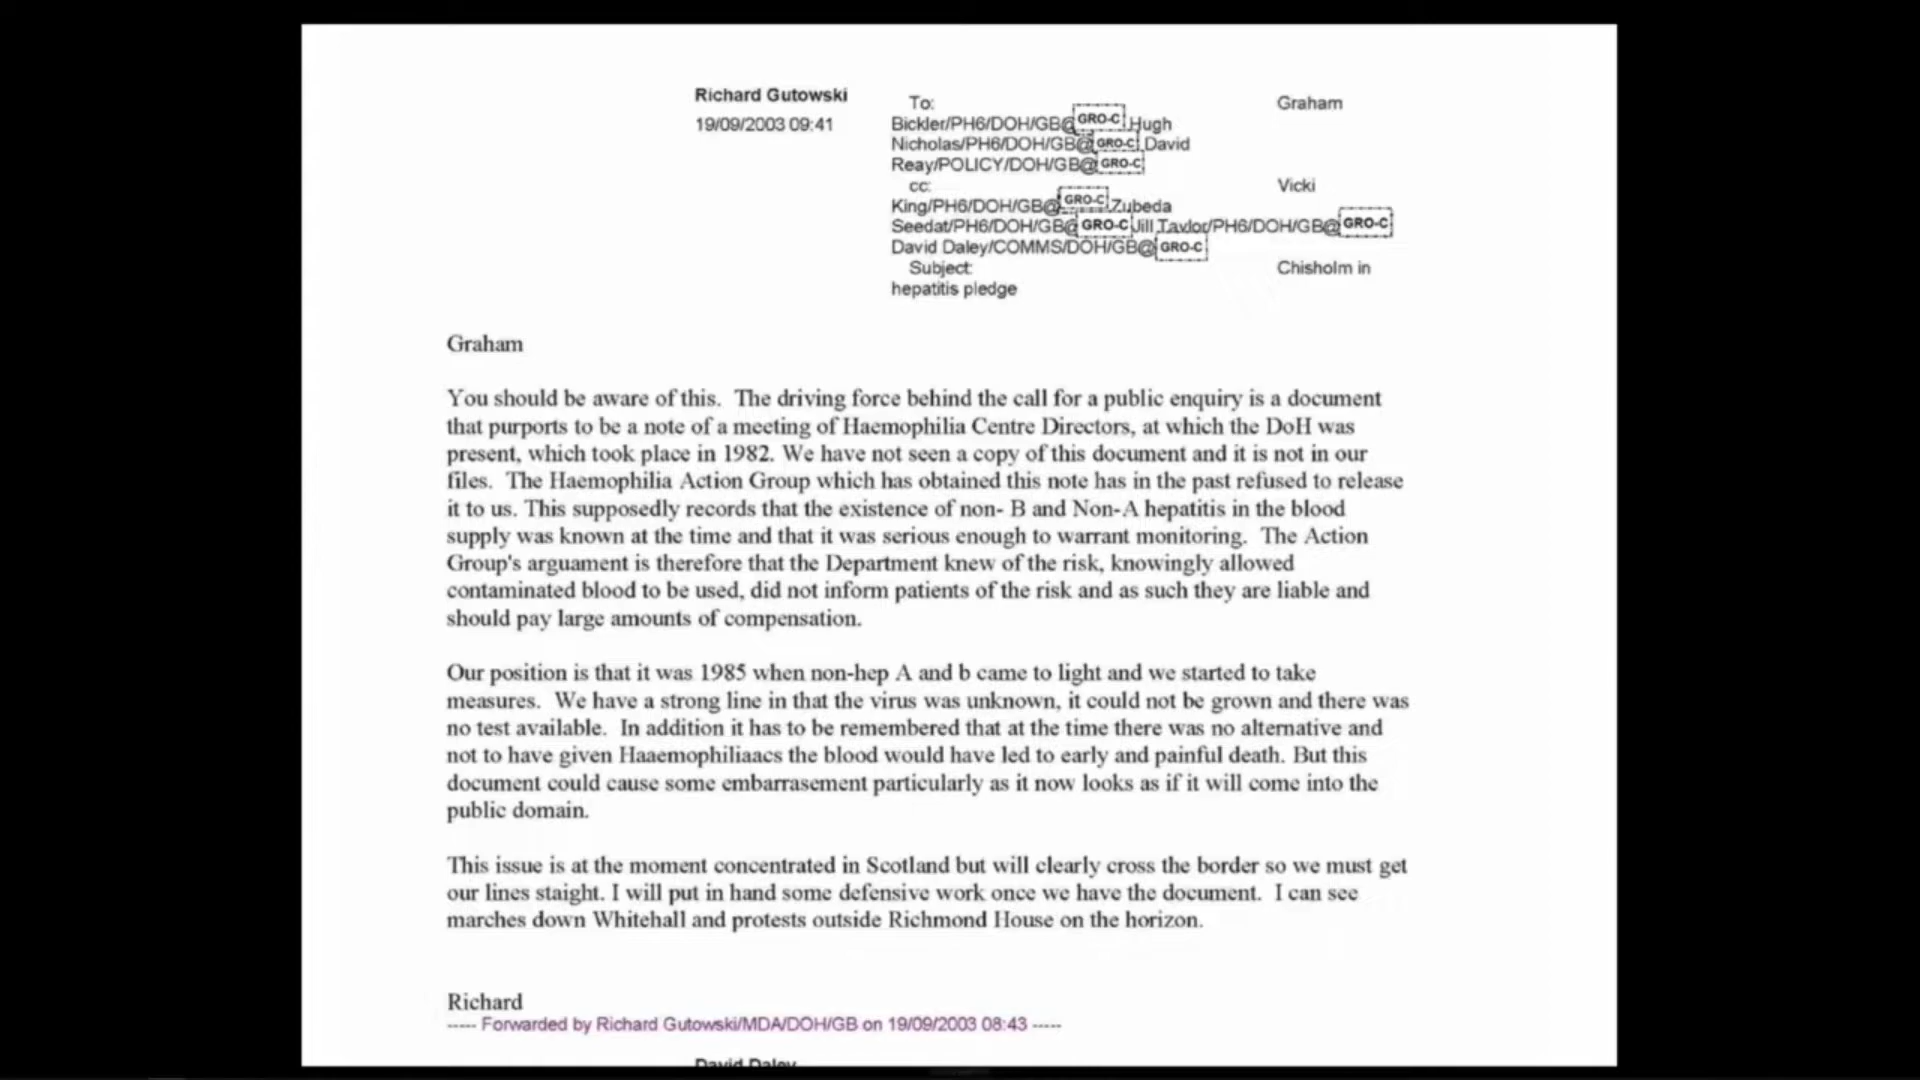 Richard Gutowski
19/09/2003 09:41
To: Graham
Bickler/PH6/DOH/GB@GRO-C, Hugh
Nicholas/PH6/DOH/GB@GRO-C, David
Reay/POLICY/DOH/GB@GRO-C
cc: Vicki
King/PH6/DOH/GB@GRO-C, Zubeda
Seedat/PH6/DOH/GB@GRO-C Jill Taylor/PH6/DOH/GB@GRO-C
David Daley/COMMS/DOH/GB@GRO-C
Subject: Chisholm in
hepatitis pledge
Graham
You should be aware of this. The driving force behind the call for a public enquiry is a document
that purports to be a note of a meeting of Haemophilia Centre Directors, at which the DoH was
present, which took place in 1982. We have not seen a copy of this document and it is not in our
files. The Haemophilia Action Group which has obtained this note has in the past refused to release
it to us. This supposedly records that the existence of non- B and Non-A hepatitis in the blood
supply was known at the time and that it was serious enough to warrant monitoring. The Action
Group's arguament is therefore that the Department knew of the risk, knowingly allowed
contaminated blood to be used, did not inform patients of the risk and as such they are liable and
should pay large amounts of compensation.
Our position is that it was 1985 when non-hep A and b came to light and we started to take
measures. We have a strong line in that the virus was unknown, it could not be grown and there was
no test available. In addition it has to be remembered that at the time there was no alternative and
not to have given Haaemophiliaacs the blood would have led to early and painful death. But this
document could cause some embarrasement particularly as it now looks as if it will come into the
public domain.
This issue is at the moment concentrated in Scotland but will clearly cross the border so we must get
our lines staight. I will put in hand some defensive work once we have the document. I can see
marches down Whitehall and protests outside Richmond House on the horizon.
Richard
----- Forwarded by Richard Gutowski/MDA/DOH/GB on 19/09/2003 08:43 -----
David Daley